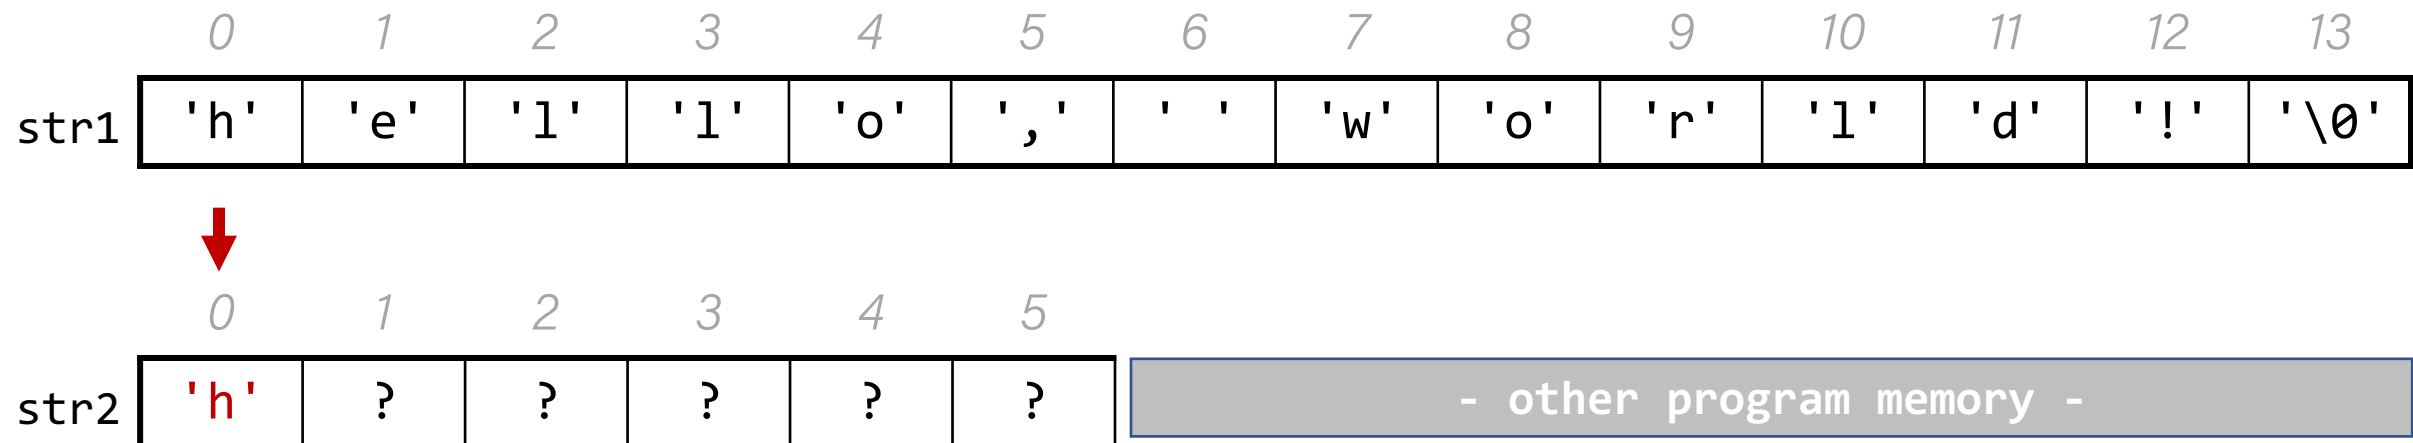 0 1 2 3 4 5 6 7 8 9 10 11 12 13
str1 'h' 'e' 'l' 'l' 'o' ',' ' ' 'w' 'o' 'r' 'l' 'd' '!' '\0'
0 1 2 3 4 5
str2 'h' ? ? ? ? ? - other program memory -